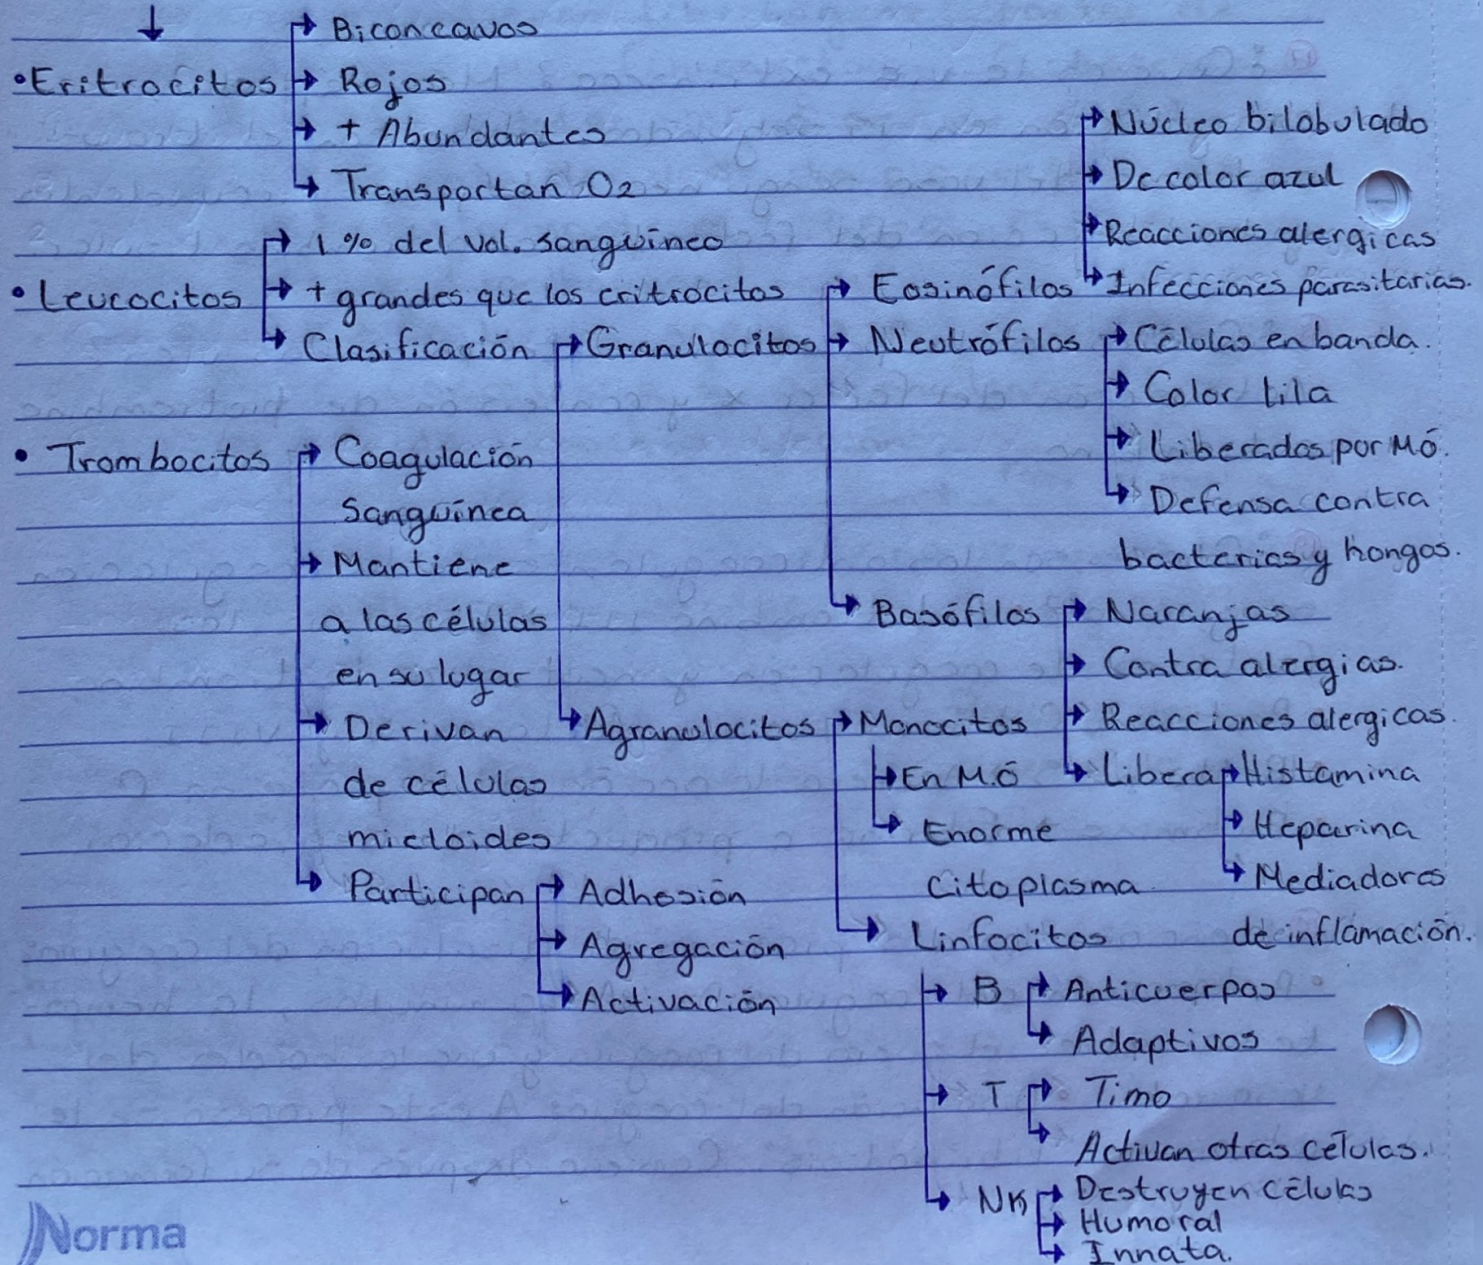 Biconcavos
• Eritrocitos
Rojos
+ Abundantes
Transportan O2
• Leucocitos
1 % del vol. sanguíneo
+ grandes que los eritrocitos
Clasificación
Granulocitos
Eosinófilos
Núcleo bilobulado
De color azul
Reacciones alergicas
Infecciones parasitarias.
Neutrófilos
Células en banda.
Color lila
Liberados por MÓ.
Defensa contra
bacterias y hongos.
Basófilos
Naranjas
Contra alergias.
Reacciones alergicas.
Libera
Histamina
Heparina
Mediadores
de inflamación.
Agranulocitos
Monocitos
En M.Ó
Enorme
citoplasma
Linfocitos
B
Anticuerpos
Adaptivos
T
Timo
Activan otras células.
NK
Destruyen células
Humoral
Innata.
• Trombocitos
Coagulación
Sanguínea
Mantiene
a las células
en su lugar
Derivan
de células
mieloides
Participan
Adhesión
Agregación
Activación
Norma